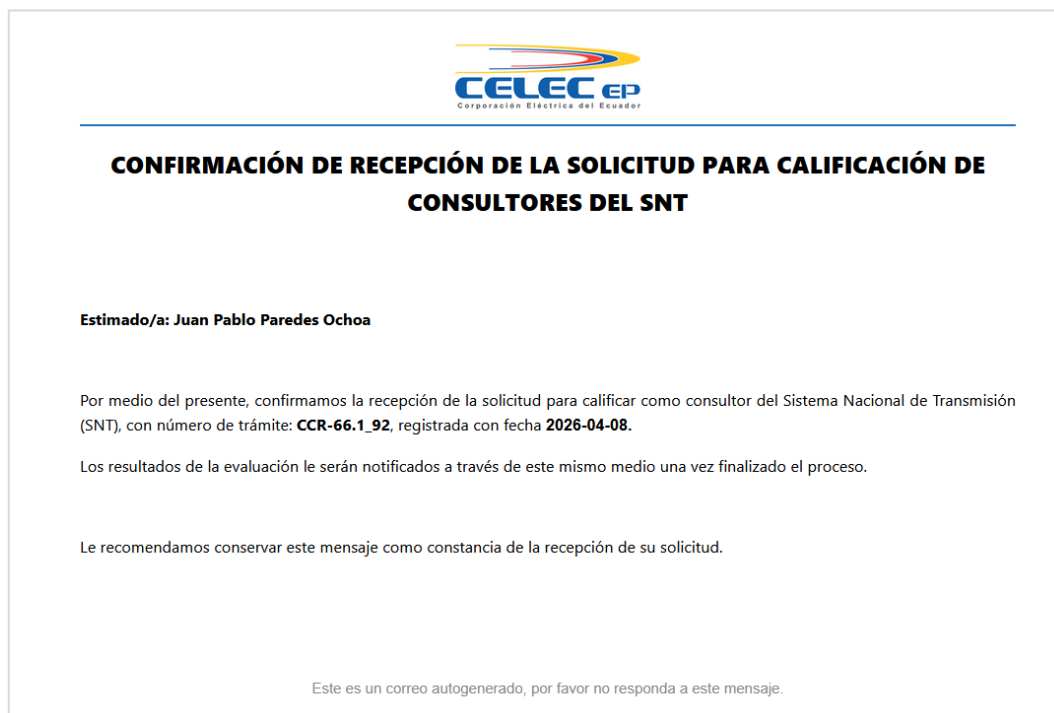 CELEC EP
Corporación Eléctrica del Ecuador
CONFIRMACIÓN DE RECEPCIÓN DE LA SOLICITUD PARA CALIFICACIÓN DE
CONSULTORES DEL SNT
Estimado/a: Juan Pablo Paredes Ochoa
Por medio del presente, confirmamos la recepción de la solicitud para calificar como consultor del Sistema Nacional de Transmisión
(SNT), con número de trámite: CCR-66.1_92, registrada con fecha 2026-04-08.
Los resultados de la evaluación le serán notificados a través de este mismo medio una vez finalizado el proceso.
Le recomendamos conservar este mensaje como constancia de la recepción de su solicitud.
Este es un correo autogenerado, por favor no responda a este mensaje.